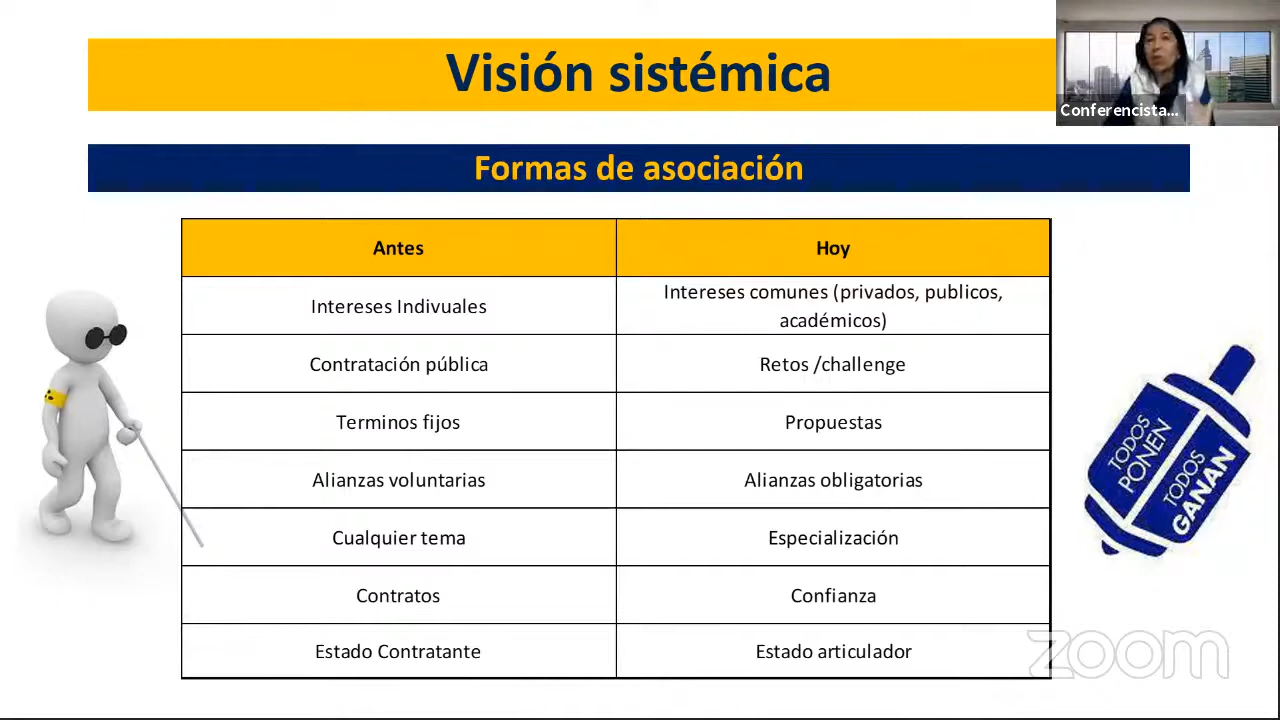 Visión sistémica
Conferencista...
Formas de asociación
Antes
Hoy
Intereses Indivuales
Intereses comunes (privados, publicos,
académicos)
Contratación pública
Retos /challenge
Terminos fijos
Propuestas
Alianzas voluntarias
Alianzas obligatorias
Cualquier tema
Especialización
Contratos
Confianza
Estado Contratante
Estado articulador
TODOS
PONEN
TODOS
GANAN
zoom